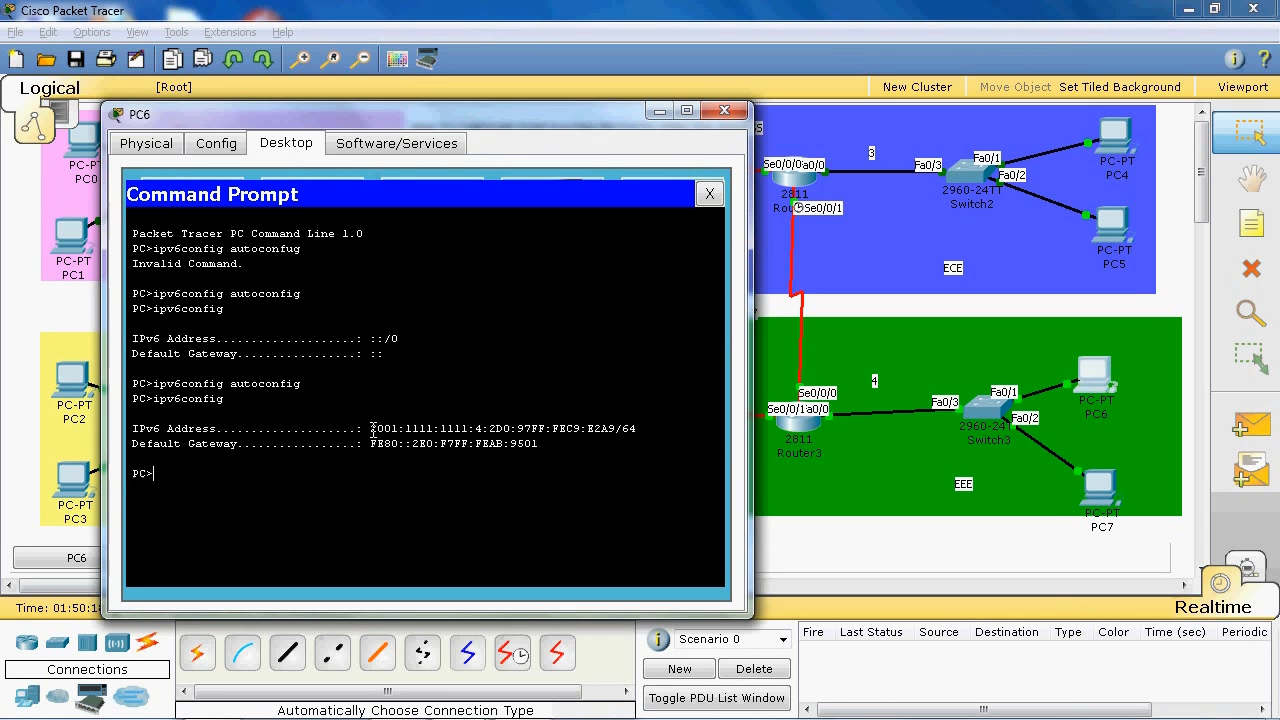 Cisco Packet Tracer
File Edit Options View Tools Extensions Help
Logical
[Root]
New Cluster
Move Object
Set Tiled Background
Viewport
PC0
PC-PT
PC1
PC-PT
PC2
PC-PT
PC3
PC6
PC6
Physical Config Desktop Software/Services
Command Prompt
X
Packet Tracer PC Command Line 1.0
PC>ipv6config autoconfug
Invalid Command.
PC>ipv6config autoconfig
PC>ipv6config
IPv6 Address....................: ::/0
Default Gateway.................: ::
PC>ipv6config autoconfig
PC>ipv6config
IPv6 Address....................: 001:1111:1111:4:2D0:97FF:FEC9:E2A9/64
Default Gateway.................: FE80::2E0:F7FF:FEAB:9501
PC>
Se0/0/0
a0/0
2811
Se0/0/1
3
Fa0/3
Fa0/1
Fa0/2
2960-24TT
Switch2
PC-PT
PC4
PC-PT
PC5
ECE
Se0/0/0
Se0/0/1
a0/0
2811
Router3
4
Fa0/3
Fa0/1
Fa0/2
2960-24T
Switch3
PC-PT
PC6
PC-PT
PC7
EEE
Time: 01:50:1
Realtime
Connections
Automatically Choose Connection Type
Scenario 0
New
Delete
Toggle PDU List Window
Fire Last Status Source Destination Type Color Time (sec) Periodic